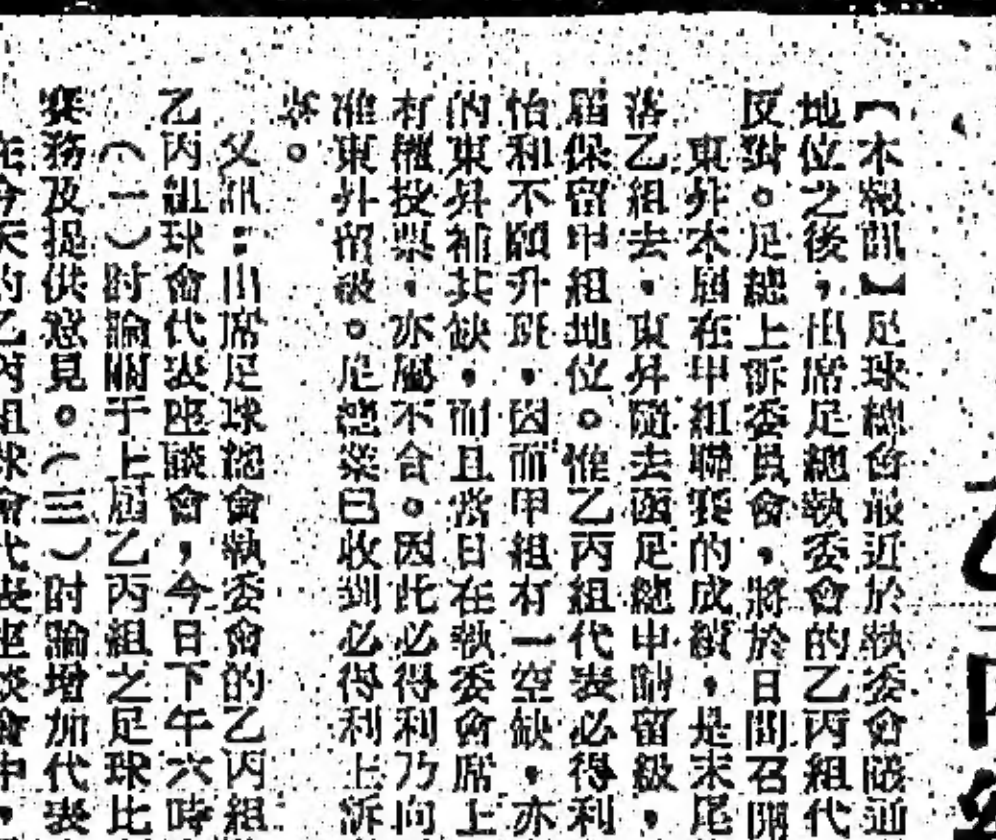 【本報訊】足球總會最近於執委會議通
地位之後，出席足總執委會的乙丙組代
反對。足總上訴委員會，將於日間召開
東昇本屆在甲組聯賽的成績，是末尾
落乙組去，東昇隨去函足總申請留級，
屆保留甲組地位。惟乙丙組代表必得利
怡和不願升班，因而甲組有一空缺，亦
的東昇補其缺，而且當日在執委會席上
有權投票，亦屬不合。因此必得利乃向
准東昇留級。足總業已收到必得利上訴
又訊：出席足球總會執委會的乙丙組
乙丙組球會代表座談會，今日下午六時
（一）討論關于上屆乙丙組之足球比
賽務及提供意見。（三）討論增加代表
在今天的乙丙組球會代表座談會中，